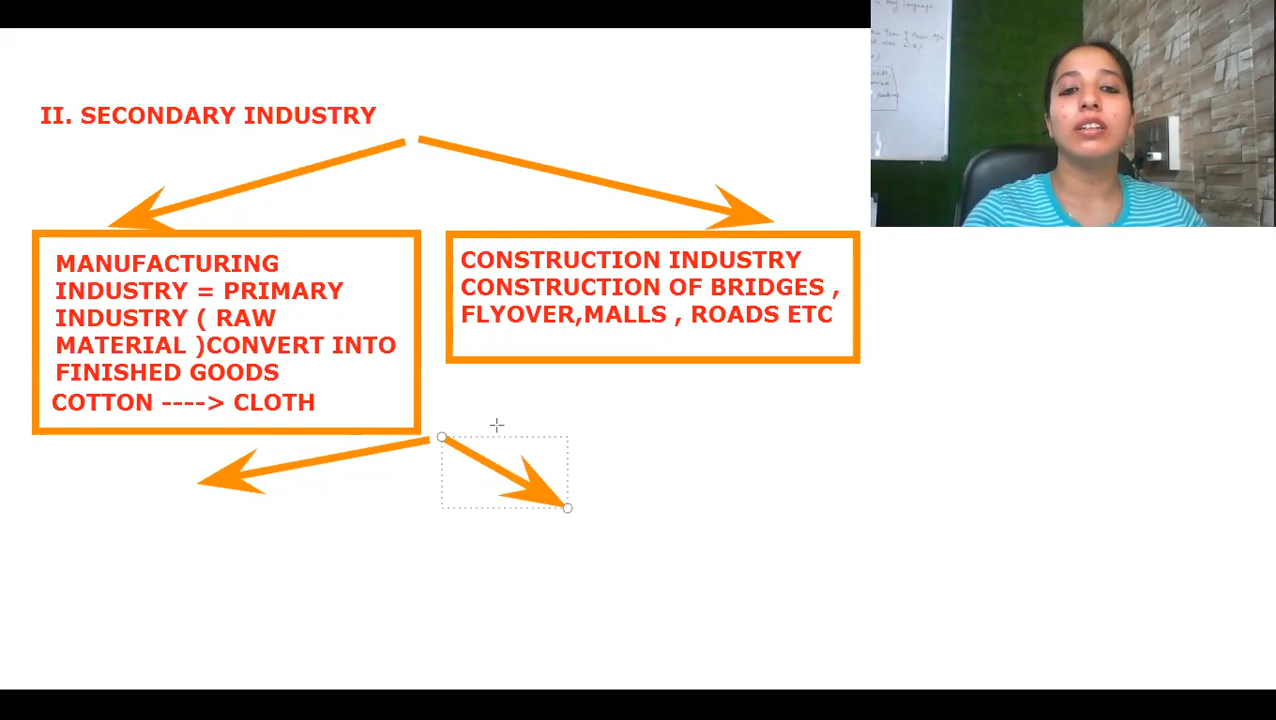 II. SECONDARY INDUSTRY
MANUFACTURING
INDUSTRY = PRIMARY
INDUSTRY ( RAW
MATERIAL )CONVERT INTO
FINISHED GOODS
COTTON ----> CLOTH
CONSTRUCTION INDUSTRY
CONSTRUCTION OF BRIDGES ,
FLYOVER,MALLS , ROADS ETC